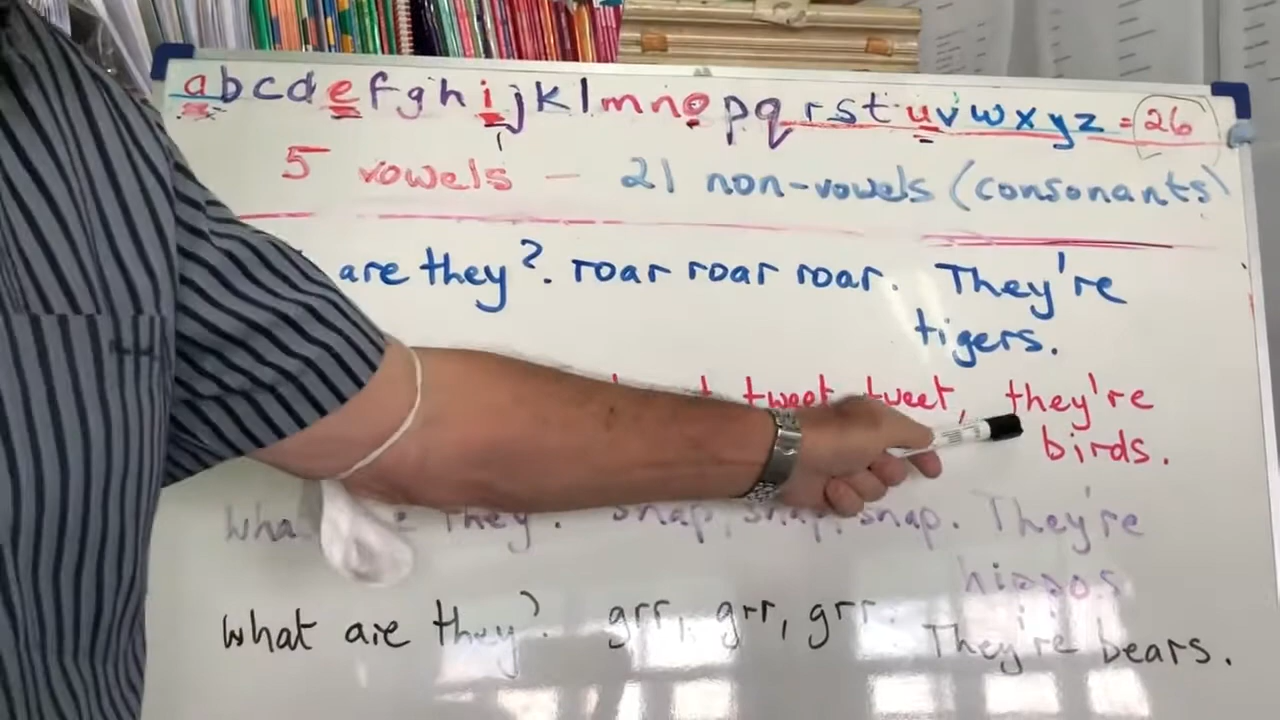 a b c d e f g h i j k l m n o p q r s t u v w x y z = 26
5 vowels - 21 non-vowels (consonants)
are they?. roar roar roar. They're
tigers.
tweet tweet, they're
birds.
they. snap, snap, snap. They're
hippos
what are they? grr, grr, grr. They're bears.